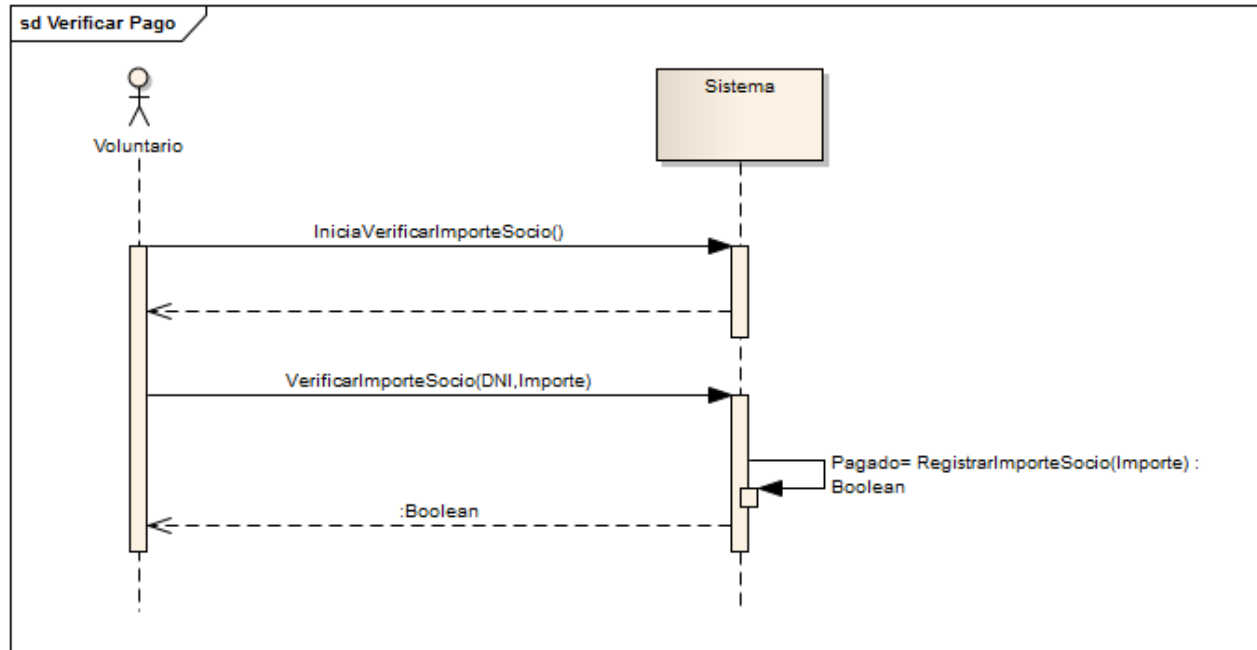 sd Verificar Pago
Sistema
Voluntario
IniciaVerificarImporteSocio()
VerificarImporteSocio(DNI,Importe)
Pagado= RegistrarImporteSocio(Importe) :
Boolean
:Boolean